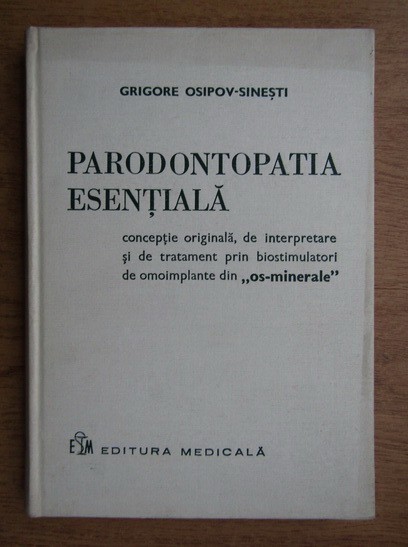 GRIGORE OSIPOV-SINEȘTI
PARODONTOPATIA
ESENȚIALĂ
concepție originală, de interpretare
și de tratament prin biostimulatori
de omoimplante din „os-minerale”
EM EDITURA MEDICALĂ